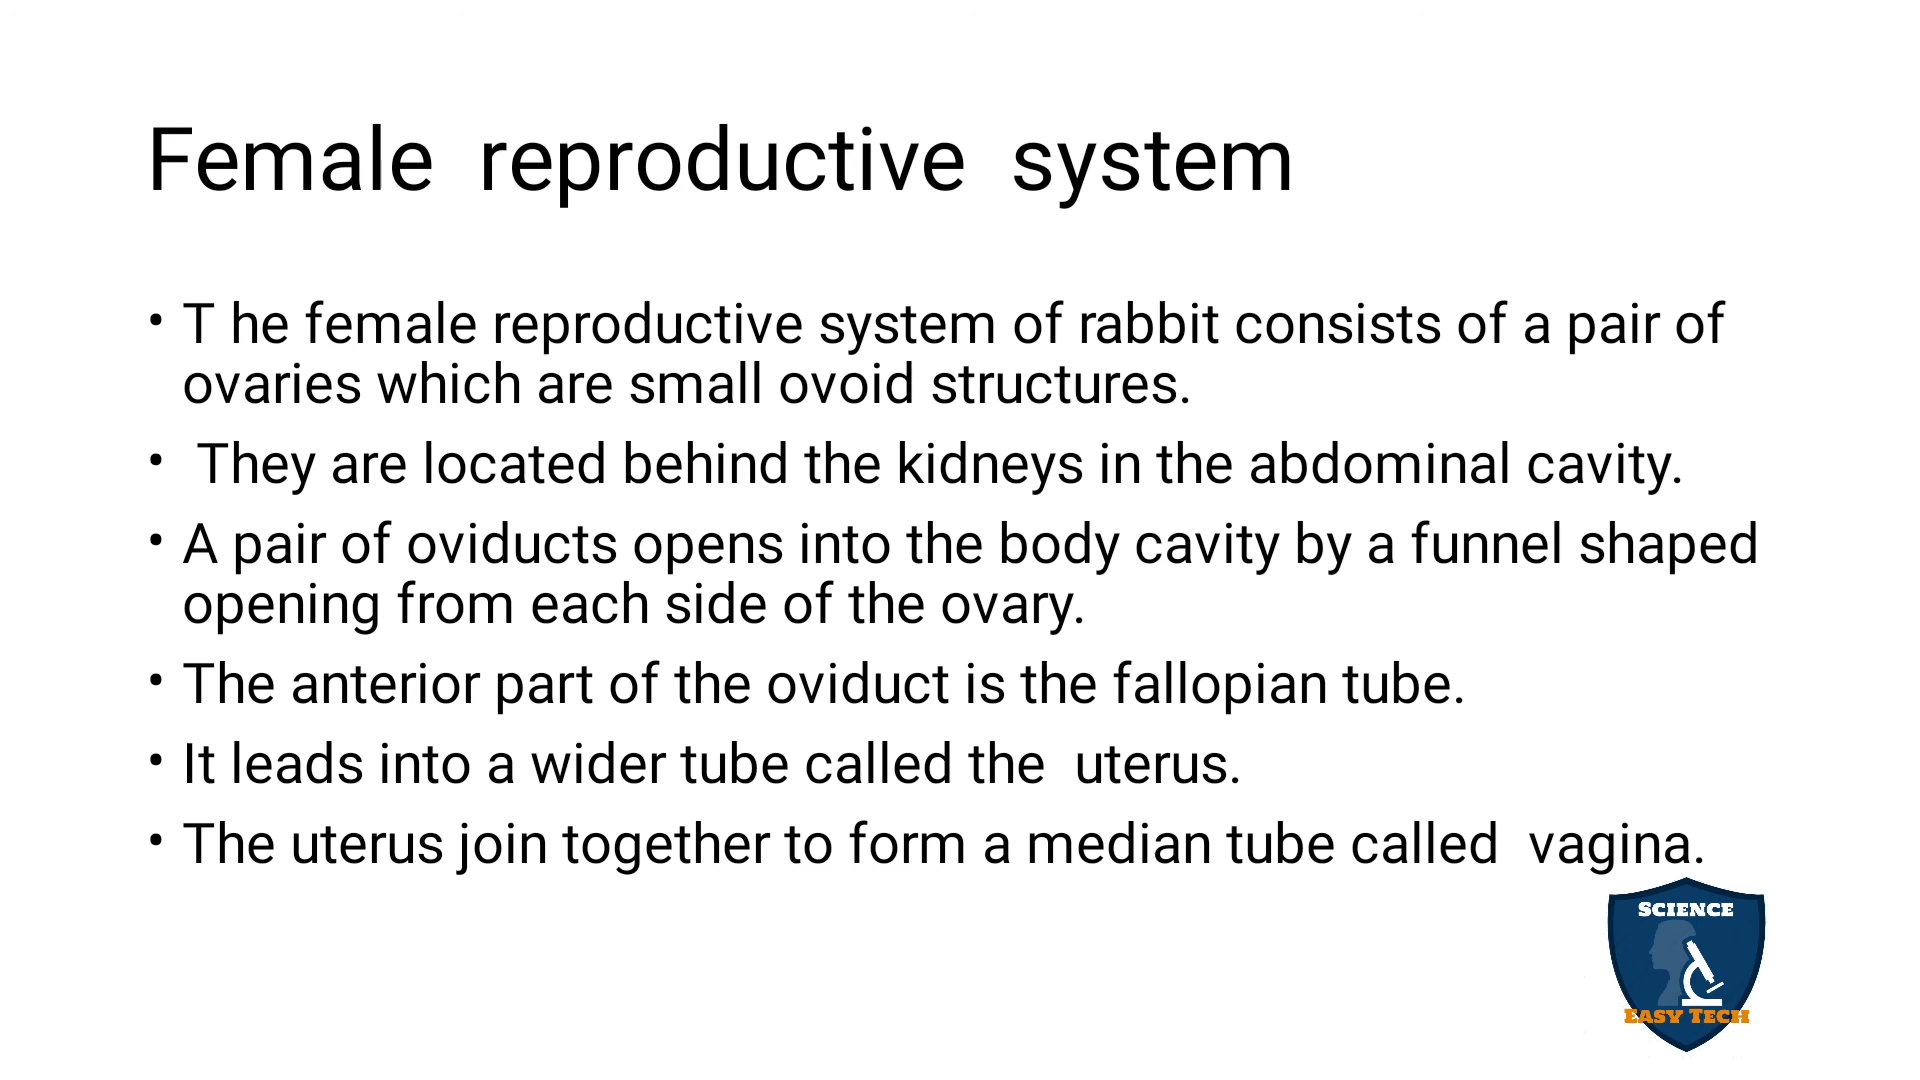 Female reproductive system
• T he female reproductive system of rabbit consists of a pair of
ovaries which are small ovoid structures.
• They are located behind the kidneys in the abdominal cavity.
• A pair of oviducts opens into the body cavity by a funnel shaped
opening from each side of the ovary.
• The anterior part of the oviduct is the fallopian tube.
• It leads into a wider tube called the uterus.
• The uterus join together to form a median tube called vagina.
SCIENCE
EASY TECH